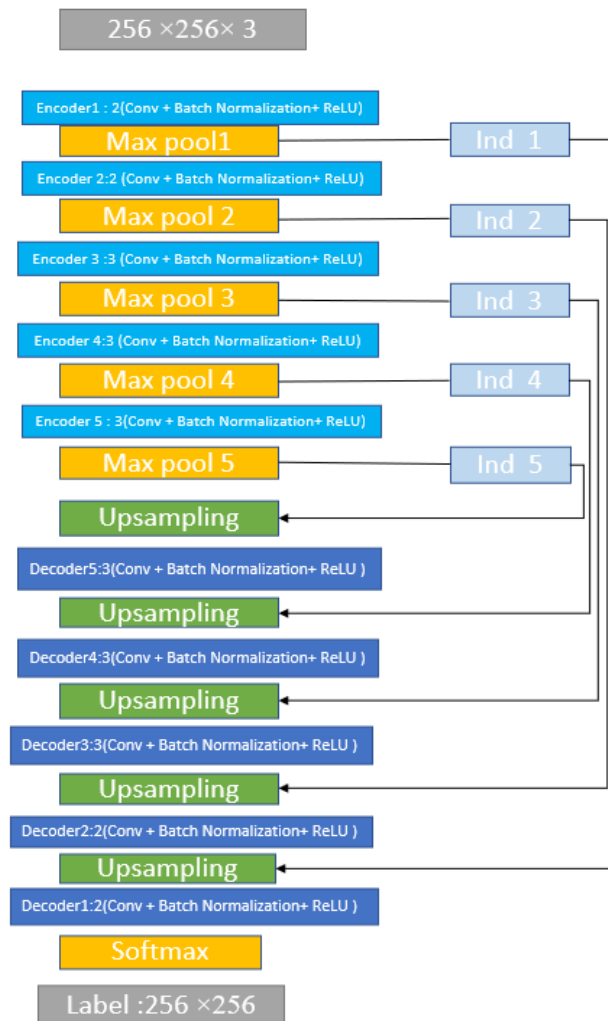 256 ×256× 3
Encoder1 : 2(Conv + Batch Normalization+ ReLU)
Max pool1
Ind 1
Encoder 2:2 (Conv + Batch Normalization+ ReLU)
Max pool 2
Ind 2
Encoder 3 :3 (Conv + Batch Normalization+ ReLU)
Max pool 3
Ind 3
Encoder 4:3 (Conv + Batch Normalization+ ReLU)
Max pool 4
Ind 4
Encoder 5 : 3(Conv + Batch Normalization+ ReLU)
Max pool 5
Ind 5
Upsampling
Decoder5:3(Conv + Batch Normalization+ ReLU )
Upsampling
Decoder4:3(Conv + Batch Normalization+ ReLU )
Upsampling
Decoder3:3(Conv + Batch Normalization+ ReLU )
Upsampling
Decoder2:2(Conv + Batch Normalization+ ReLU )
Upsampling
Decoder1:2(Conv + Batch Normalization+ ReLU )
Softmax
Label :256 ×256